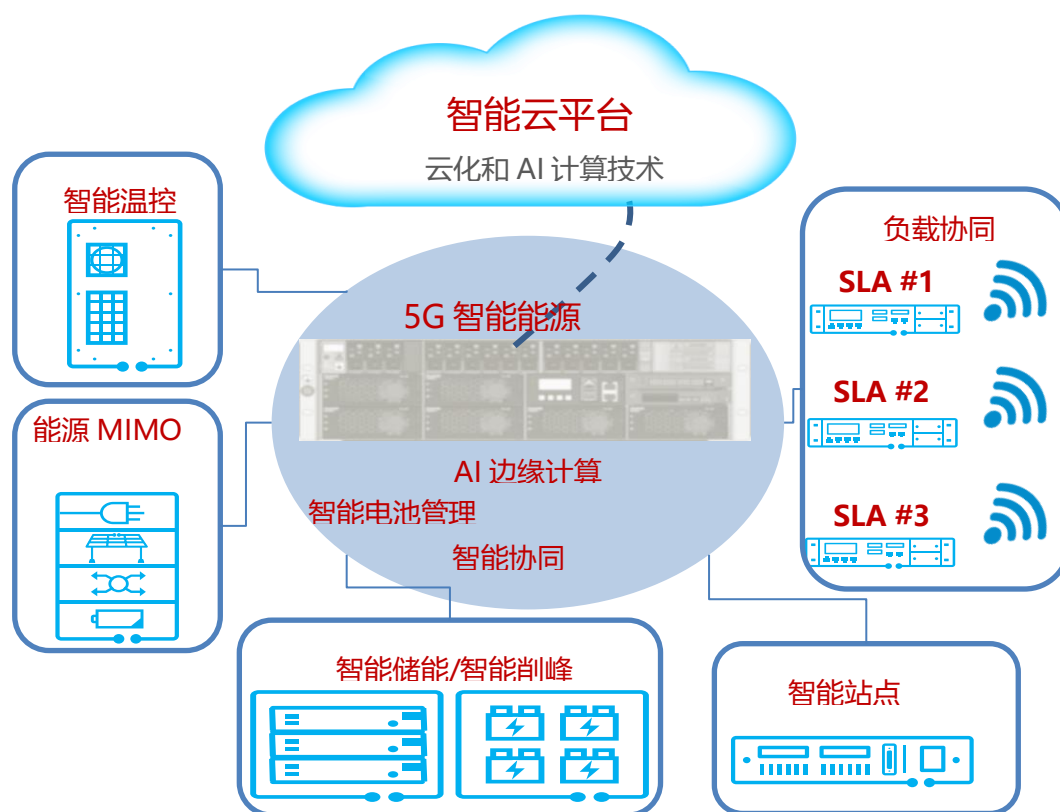 智能云平台
云化和 AI 计算技术
智能温控
负载协同
SLA #1
5G 智能能源
SLA #2
能源 MIMO
AI 边缘计算
智能电池管理
SLA #3
智能协同
智能储能/智能削峰
智能站点